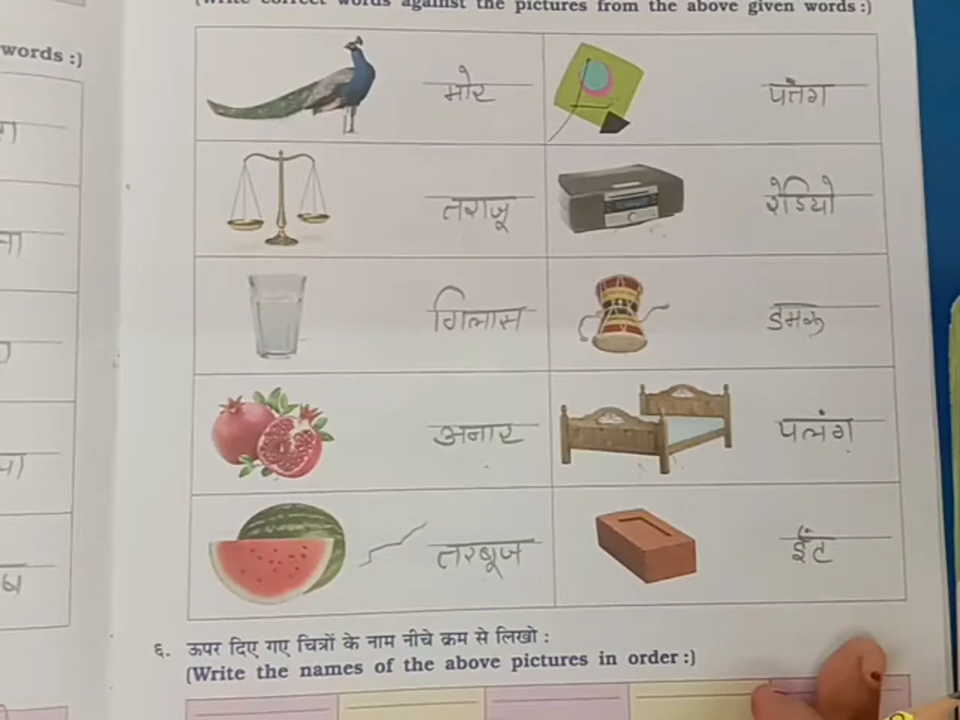 (Write correct words against the pictures from the above given words :)
words :)
मोर
पतंग
तराजू
रेडियो
गिलास
डमरू
अनार
पलंग
तरबूज
ईंट
६. ऊपर दिए गए चित्रों के नाम नीचे क्रम से लिखो :
(Write the names of the above pictures in order :)